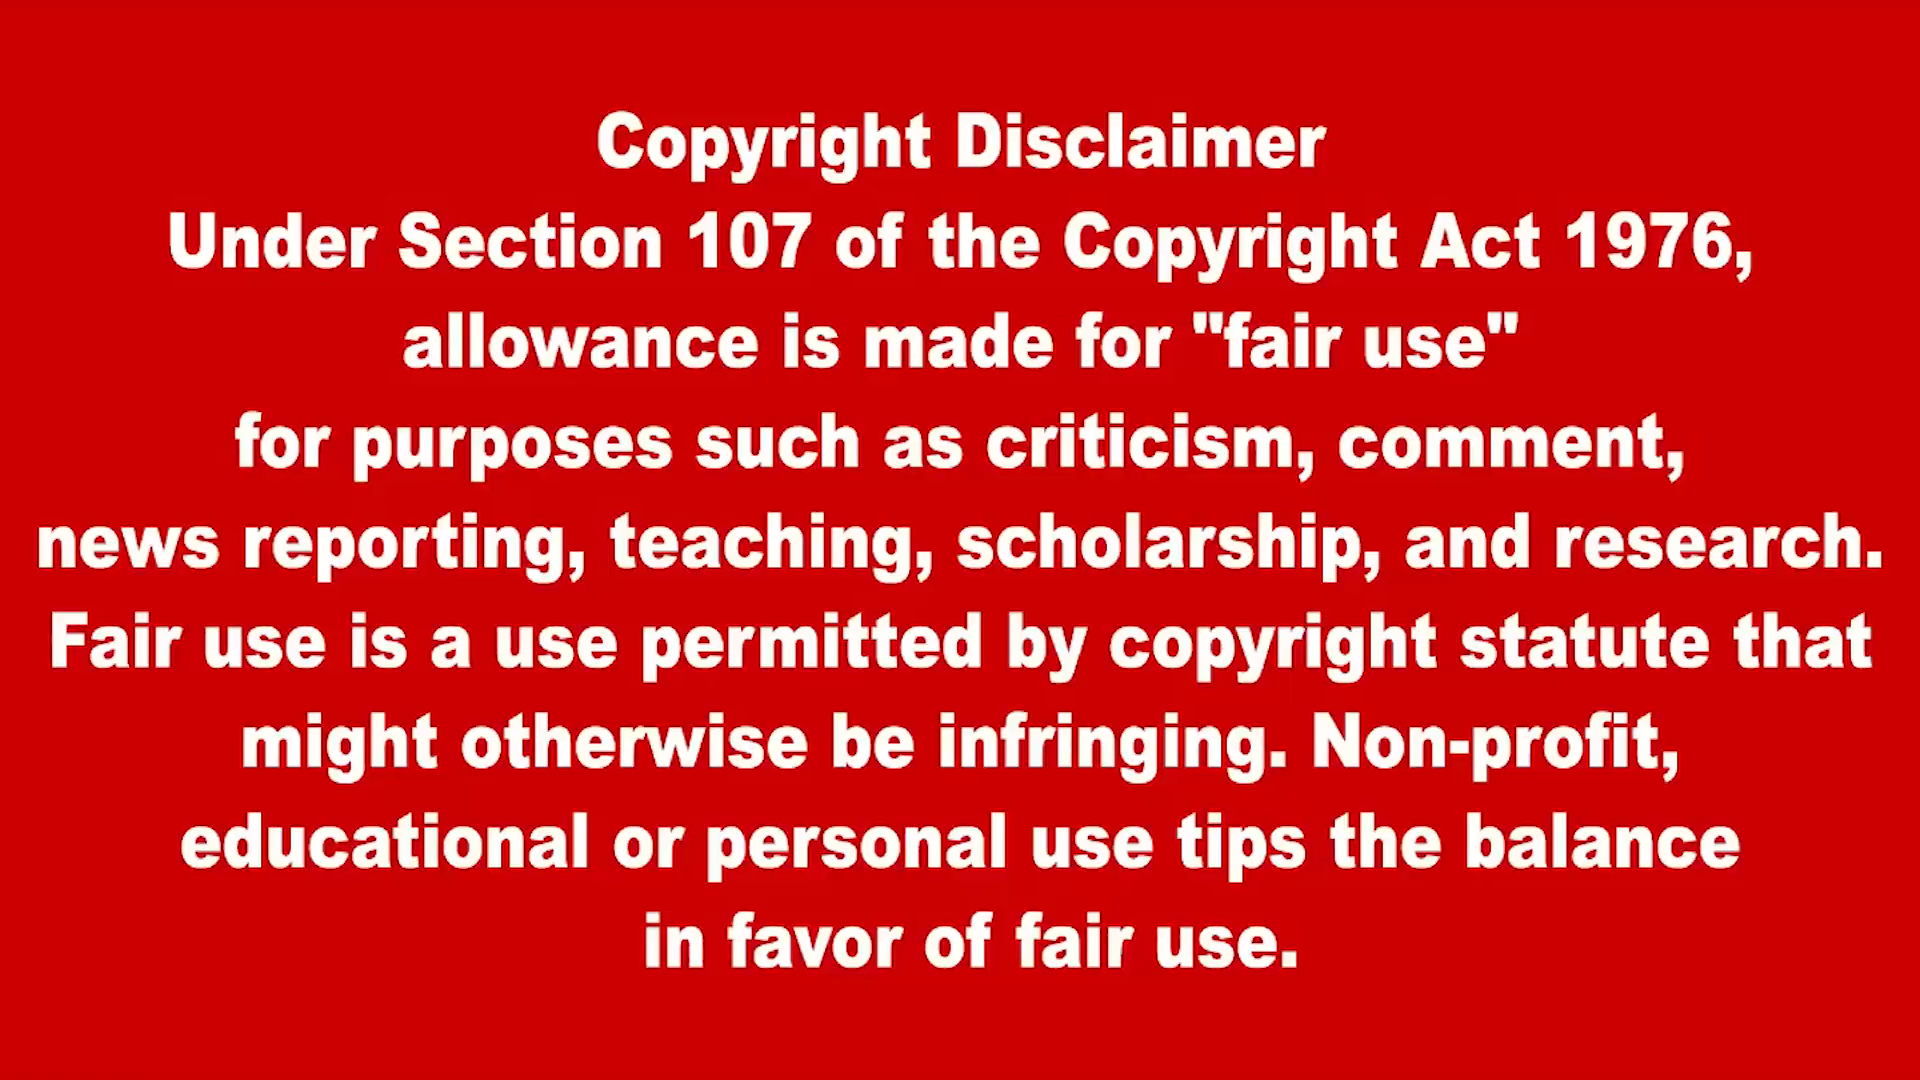 Copyright Disclaimer
Under Section 107 of the Copyright Act 1976,
allowance is made for "fair use"
for purposes such as criticism, comment,
news reporting, teaching, scholarship, and research.
Fair use is a use permitted by copyright statute that
might otherwise be infringing. Non-profit,
educational or personal use tips the balance
in favor of fair use.